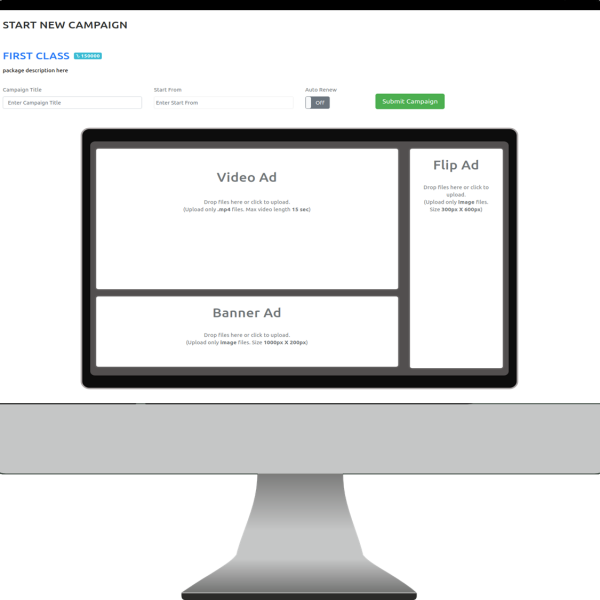 START NEW CAMPAIGN
FIRST CLASS
package description here
Campaign Title
Start From
Auto Renew
Enter Campaign Title
Enter Start From
Off
Submit Campaign
Video Ad
Drop files here or click to upload.
(Upload only .mp4 files. Max video length 15 sec)
Flip Ad
Drop files here or click to
upload.
(Upload only image files.
Size 300px X 600px)
Banner Ad
Drop files here or click to upload.
(Upload only image files. Size 1000px X 200px)